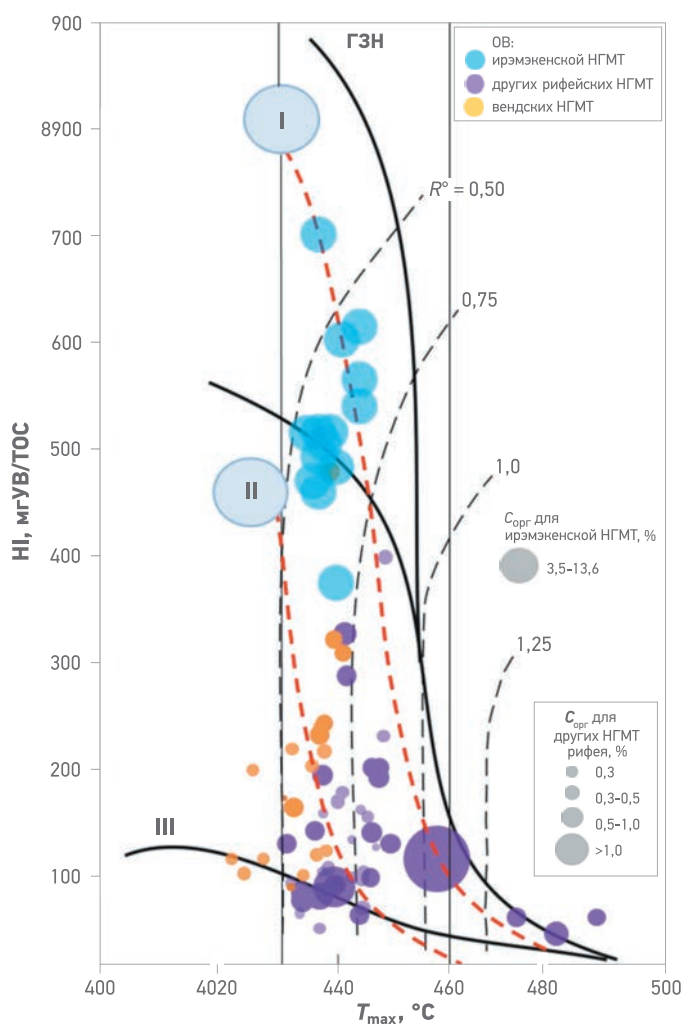 900
ГЗН
ОВ:
ирэмэкенской НГМТ
других рифейских НГМТ
вендских НГМТ
I
8900
R° = 0,50
700
0,75
600
HI, мгУВ/ТОС
500
II
1,0
Cорг для
ирэмэкенской НГМТ, %
3,5–13,6
400
1,25
300
Cорг для
других НГМТ
рифея, %
0,3
0,3–0,5
0,5–1,0
>1,0
200
III
100
400
4020
440
460
480
500
Tmax, °C